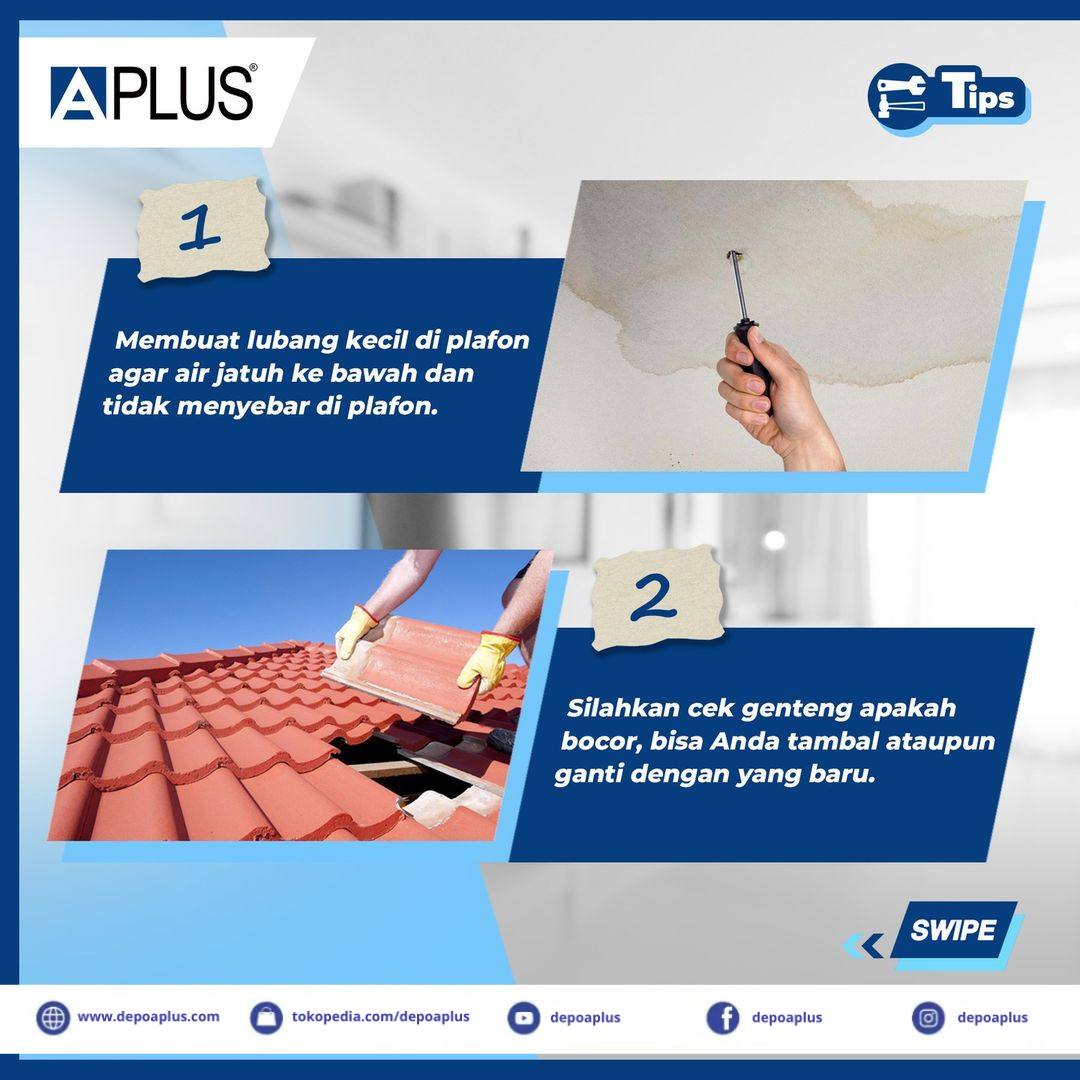 APLUS®
Tips
1
Membuat lubang kecil di plafon
agar air jatuh ke bawah dan
tidak menyebar di plafon.
2
Silahkan cek genteng apakah
bocor, bisa Anda tambal ataupun
ganti dengan yang baru.
SWIPE
www.depoaplus.com
tokopedia.com/depoaplus
depoaplus
depoaplus
depoaplus